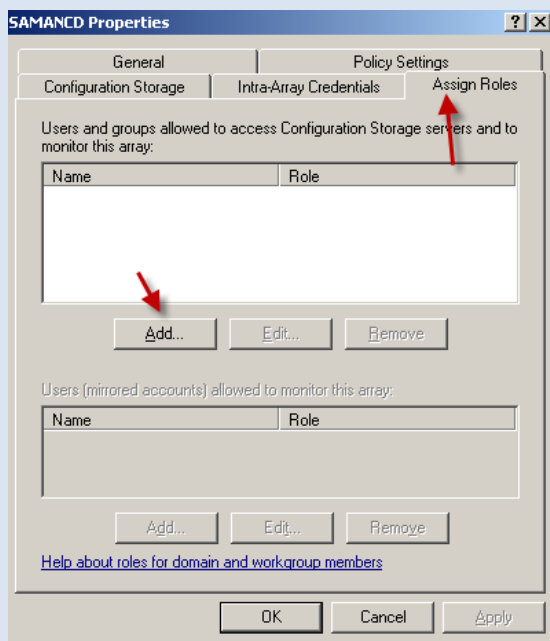 SAMANCD Properties
General
Policy Settings
Configuration Storage
Intra-Array Credentials
Assign Roles
Users and groups allowed to access Configuration Storage servers and to
monitor this array:
Name
Role
Add...
Edit...
Remove
Users (mirrored accounts) allowed to monitor this array:
Name
Role
Add...
Edit...
Remove
Help about roles for domain and workgroup members
OK
Cancel
Apply